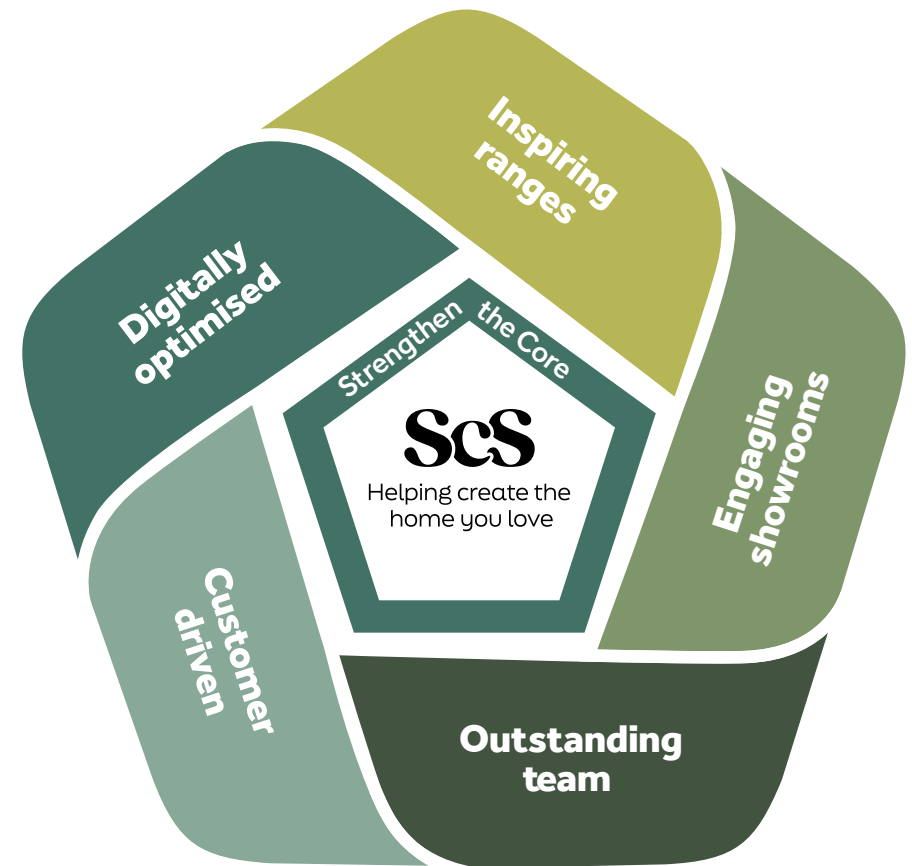 Inspiring
ranges
Digitally
optimised
Engaging
showrooms
Strengthen the Core
ScS
Helping create the
home you love
Customer
driven
Outstanding
team